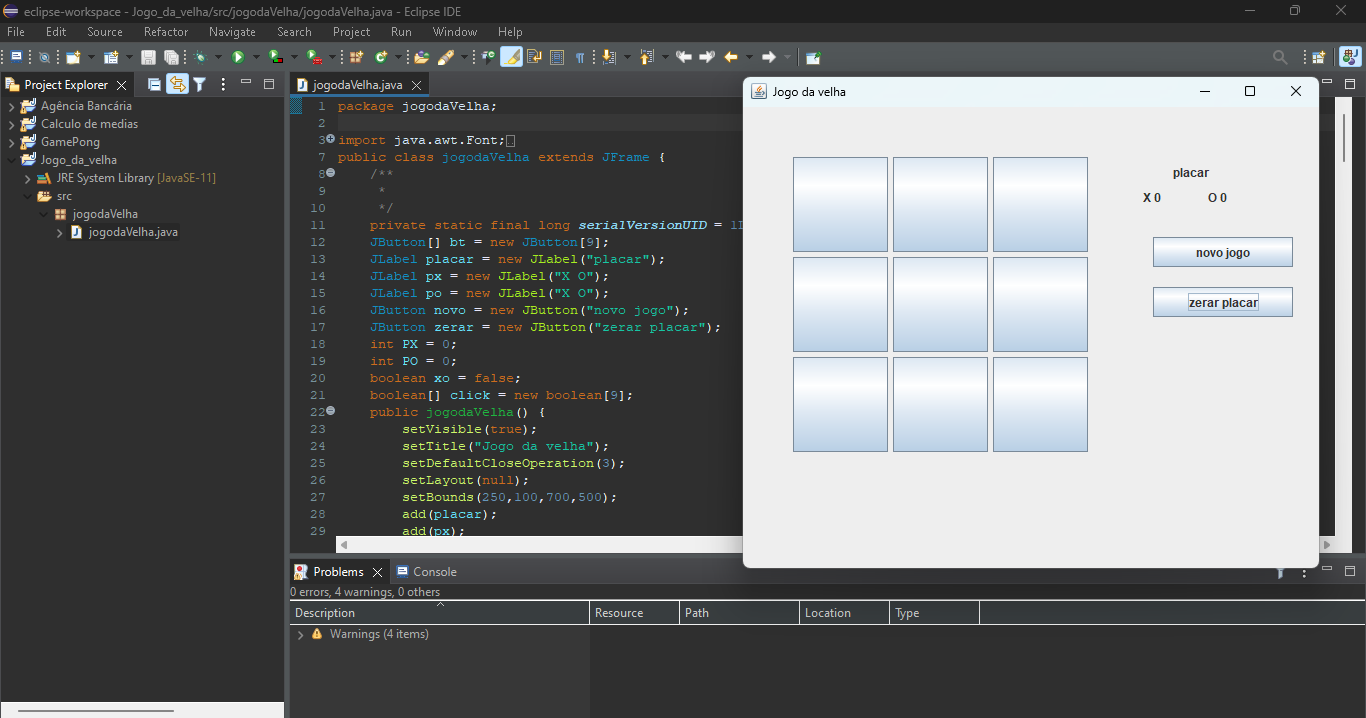 eclipse-workspace - Jogo_da_velha/src/jogodaVelha/jogodaVelha.java - Eclipse IDE
File Edit Source Refactor Navigate Search Project Run Window Help
Project Explorer
Agência Bancária
Calculo de medias
GamePong
Jogo_da_velha
JRE System Library [JavaSE-11]
src
jogodaVelha
jogodaVelha.java
jogodaVelha.java
1 package jogodaVelha;
2
3 import java.awt.Font;
7 public class jogodaVelha extends JFrame {
8 /**
9 *
10 */
11 private static final long serialVersionUID = 1L
12 JButton[] bt = new JButton[9];
13 JLabel placar = new JLabel("placar");
14 JLabel px = new JLabel("X O");
15 JLabel po = new JLabel("X O");
16 JButton novo = new JButton("novo jogo");
17 JButton zerar = new JButton("zerar placar");
18 int PX = 0;
19 int PO = 0;
20 boolean xo = false;
21 boolean[] click = new boolean[9];
22 public jogodaVelha() {
23 setVisible(true);
24 setTitle("Jogo da velha");
25 setDefaultCloseOperation(3);
26 setLayout(null);
27 setBounds(250,100,700,500);
28 add(placar);
29 add(px);
Jogo da velha
placar
X 0 O 0
novo jogo
zerar placar
Problems Console
0 errors, 4 warnings, 0 others
Description Resource Path Location Type
Warnings (4 items)